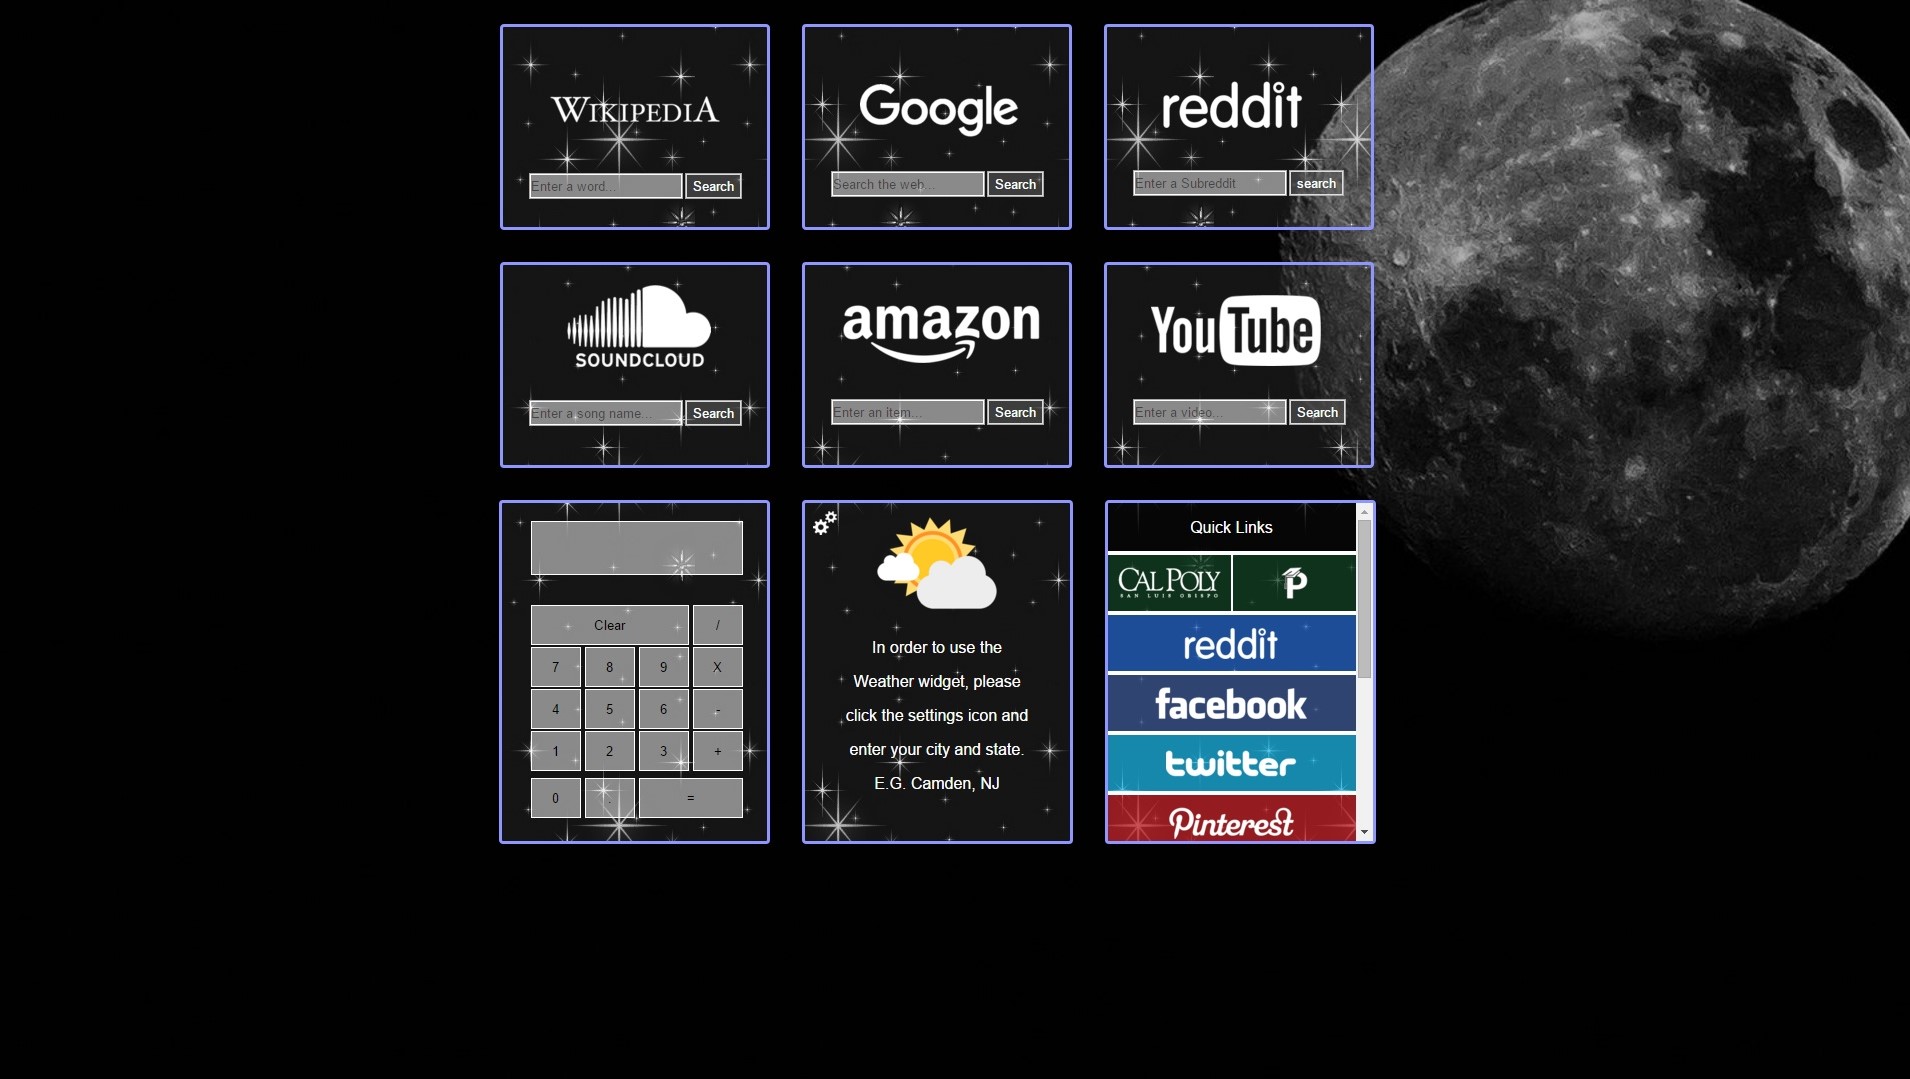 WIKIPEDIA
Enter a word... Search
Google
Search the web... Search
reddit
Enter a Subreddit search
SOUNDCLOUD
Enter a song name... Search
amazon
Enter an item... Search
YouTube
Enter a video... Search
Clear /
7 8 9 X
4 5 6 -
1 2 3 +
0 . =
In order to use the
Weather widget, please
click the settings icon and
enter your city and state.
E.G. Camden, NJ
Quick Links
CAL POLY
SAN LUIS OBISPO
P
reddit
facebook
twitter
Pinterest